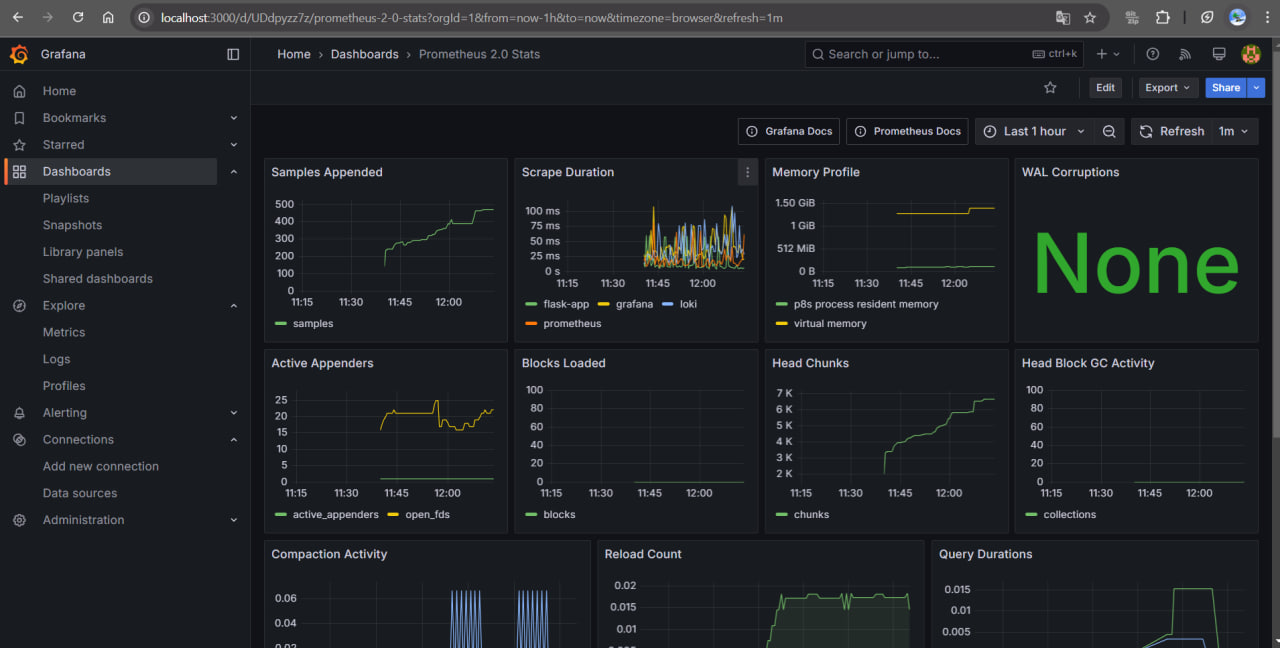 localhost:3000/d/UDdpyzz7z/prometheus-2-0-stats?orgId=1&from=now-1h&to=now&timezone=browser&refresh=1m
Grafana
Home › Dashboards › Prometheus 2.0 Stats
Search or jump to...
ctrl+k
Edit
Export
Share
Home
Bookmarks
Starred
Dashboards
Playlists
Snapshots
Library panels
Shared dashboards
Explore
Metrics
Logs
Profiles
Alerting
Connections
Add new connection
Data sources
Administration
Grafana Docs
Prometheus Docs
Last 1 hour
Refresh
1m
Samples Appended
500
400
300
200
100
0
11:15 11:30 11:45 12:00
samples
Scrape Duration
100 ms
75 ms
50 ms
25 ms
0 s
11:15 11:30 11:45 12:00
flask-app grafana loki
prometheus
Memory Profile
1.50 GiB
1 GiB
512 MiB
0 B
11:15 11:30 11:45 12:00
p8s process resident memory
virtual memory
WAL Corruptions
None
Active Appenders
25
20
15
10
5
0
11:15 11:30 11:45 12:00
active_appenders open_fds
Blocks Loaded
100
80
60
40
20
0
11:15 11:30 11:45 12:00
blocks
Head Chunks
7 K
6 K
5 K
4 K
3 K
2 K
11:15 11:30 11:45 12:00
chunks
Head Block GC Activity
100
80
60
40
20
0
11:15 11:30 11:45 12:00
collections
Compaction Activity
0.06
0.04
0.02
Reload Count
0.02
0.015
0.01
Query Durations
0.015
0.01
0.005